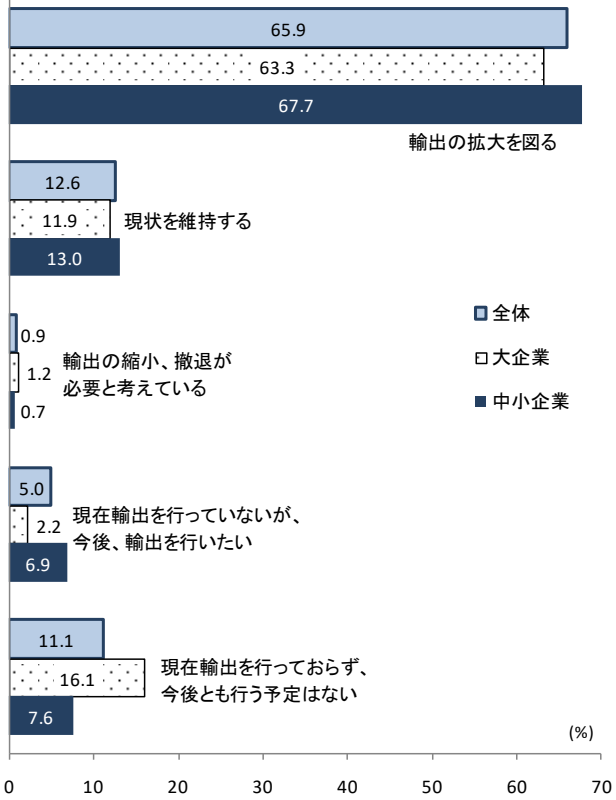 65.9
63.3
67.7
輸出の拡大を図る
12.6
11.9
現状を維持する
13.0
全体
0.9
輸出の縮小、撤退が
1.2
必要と考えている
大企業
0.7
中小企業
5.0
現在輸出を行っていないが、
2.2
今後、輸出を行いたい
6.9
11.1
現在輸出を行っておらず、
16.1
今後とも行う予定はない
7.6
(%)
0 10 20 30 40 50 60 70